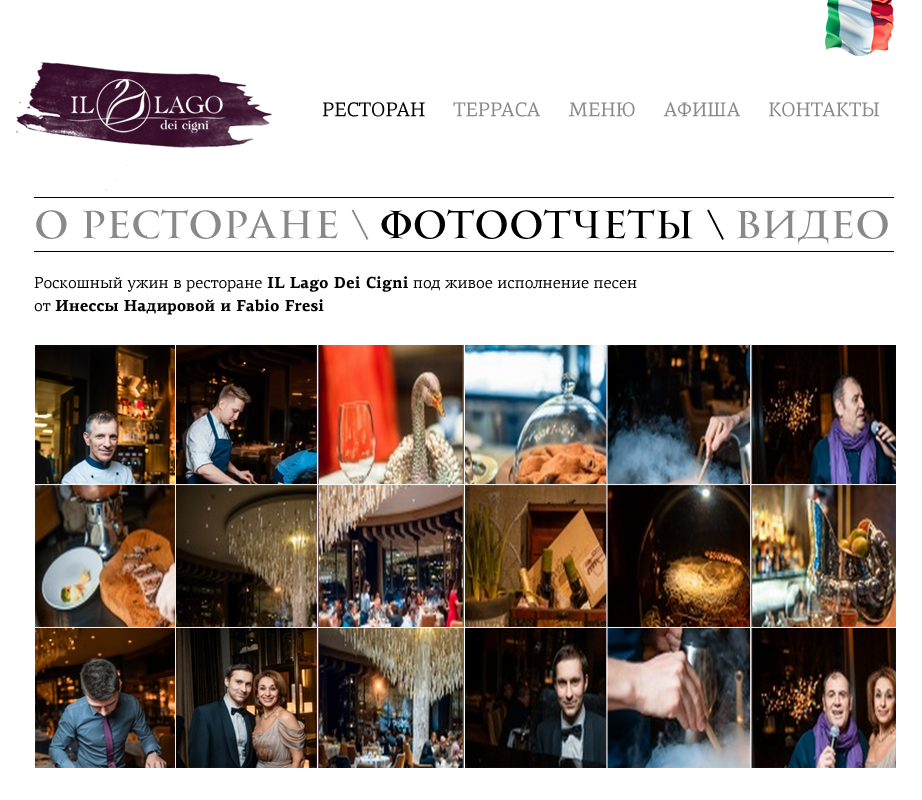 IL LAGO
dei cigni
РЕСТОРАН ТЕРРАСА МЕНЮ АФИША КОНТАКТЫ
О РЕСТОРАНЕ \ ФОТООТЧЕТЫ \ ВИДЕО
Роскошный ужин в ресторане IL Lago Dei Cigni под живое исполнение песен
от Инессы Надировой и Fabio Fresi